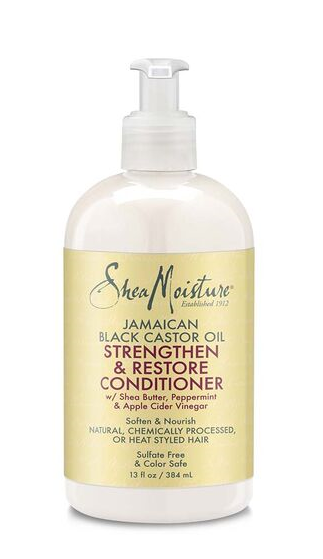 SheaMoisture®
Established 1912
JAMAICAN
BLACK CASTOR OIL
STRENGTHEN
& RESTORE
CONDITIONER
w/ Shea Butter, Peppermint
& Apple Cider Vinegar
Soften & Nourish
NATURAL, CHEMICALLY PROCESSED,
OR HEAT STYLED HAIR
Sulfate Free
& Color Safe
13 fl oz / 384 mL